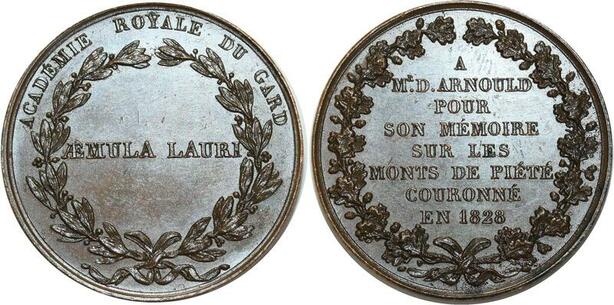 ACADÉMIE ROYALE DU GARD
ÆMULA LAURI
A
MR. D. ARNOULD
POUR
SON MÉMOIRE
SUR LES
MONTS DE PIÉTÉ
COURONNÉ
EN 1828